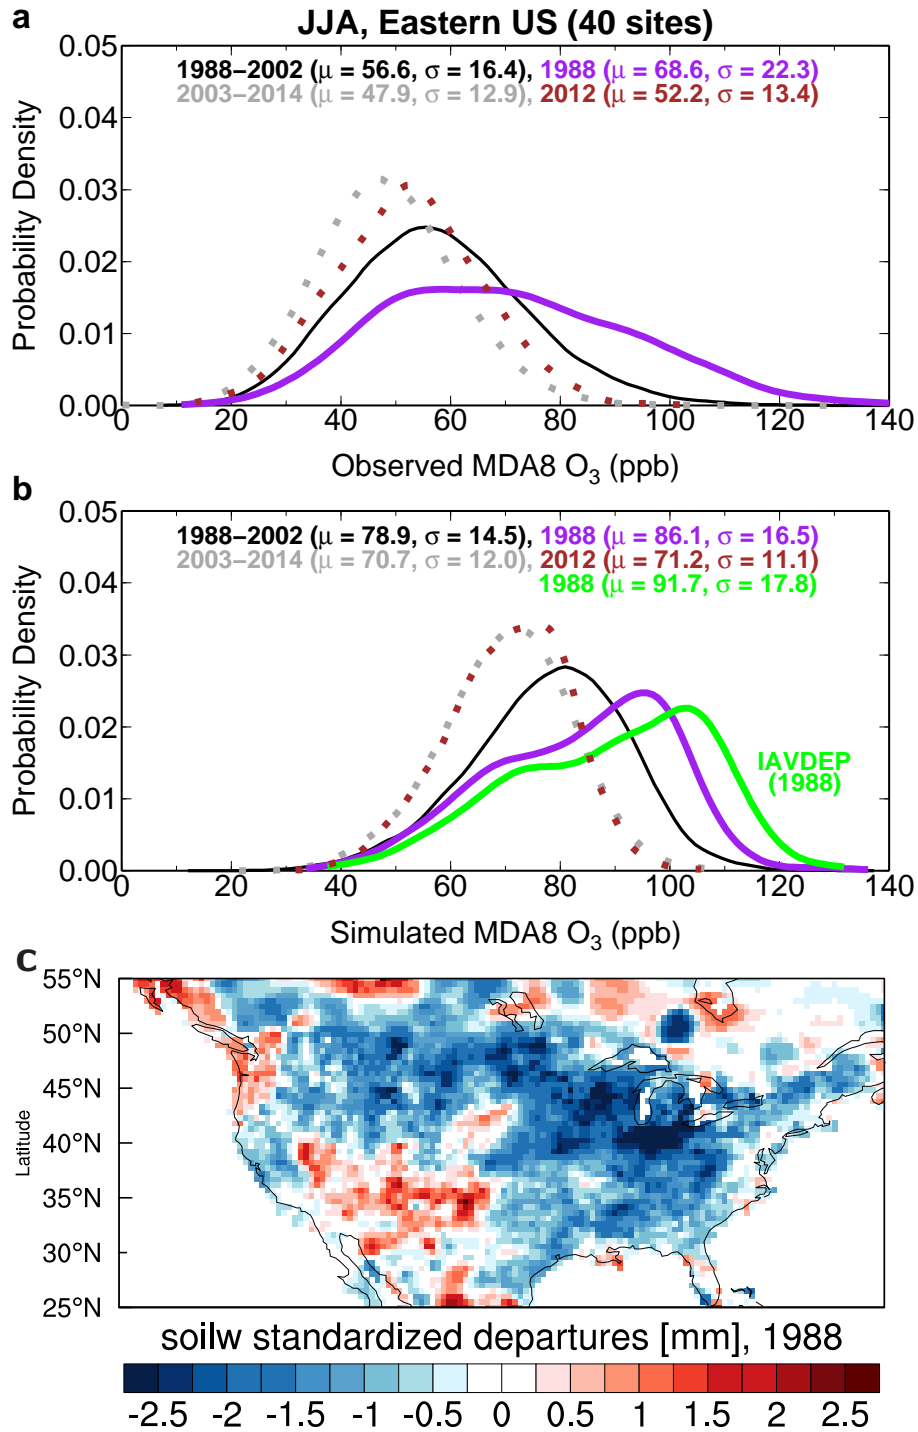 a
JJA, Eastern US (40 sites)
0.05
0.04
0.03
0.02
0.01
0.00
Probability Density
1988−2002 (μ = 56.6, σ = 16.4), 1988 (μ = 68.6, σ = 22.3)
2003−2014 (μ = 47.9, σ = 12.9), 2012 (μ = 52.2, σ = 13.4)
0 20 40 60 80 100 120 140
Observed MDA8 O₃ (ppb)
b
0.05
0.04
0.03
0.02
0.01
0.00
Probability Density
1988−2002 (μ = 78.9, σ = 14.5), 1988 (μ = 86.1, σ = 16.5)
2003−2014 (μ = 70.7, σ = 12.0), 2012 (μ = 71.2, σ = 11.1)
1988 (μ = 91.7, σ = 17.8)
IAVDEP
(1988)
0 20 40 60 80 100 120 140
Simulated MDA8 O₃ (ppb)
c
55°N
50°N
45°N
40°N
35°N
30°N
25°N
Latitude
soilw standardized departures [mm], 1988
-2.5 -2 -1.5 -1 -0.5 0 0.5 1 1.5 2 2.5